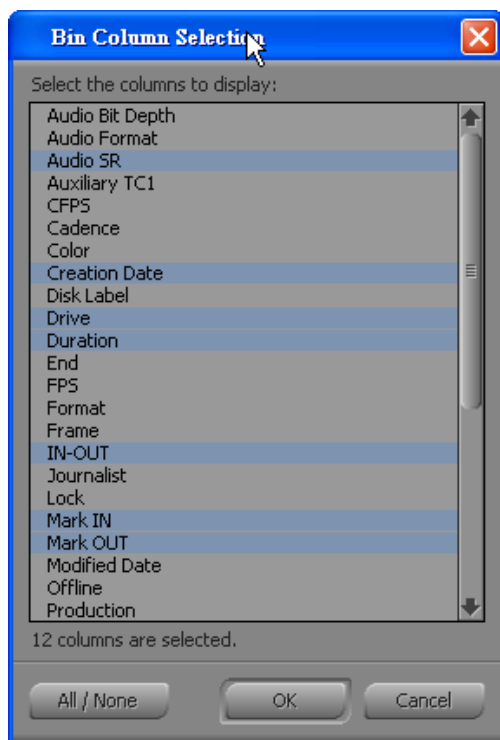 Bin Column Selection
Select the columns to display:
Audio Bit Depth
Audio Format
Audio SR
Auxiliary TC1
CFPS
Cadence
Color
Creation Date
Disk Label
Drive
Duration
End
FPS
Format
Frame
IN-OUT
Journalist
Lock
Mark IN
Mark OUT
Modified Date
Offline
Production
12 columns are selected.
All / None
OK
Cancel